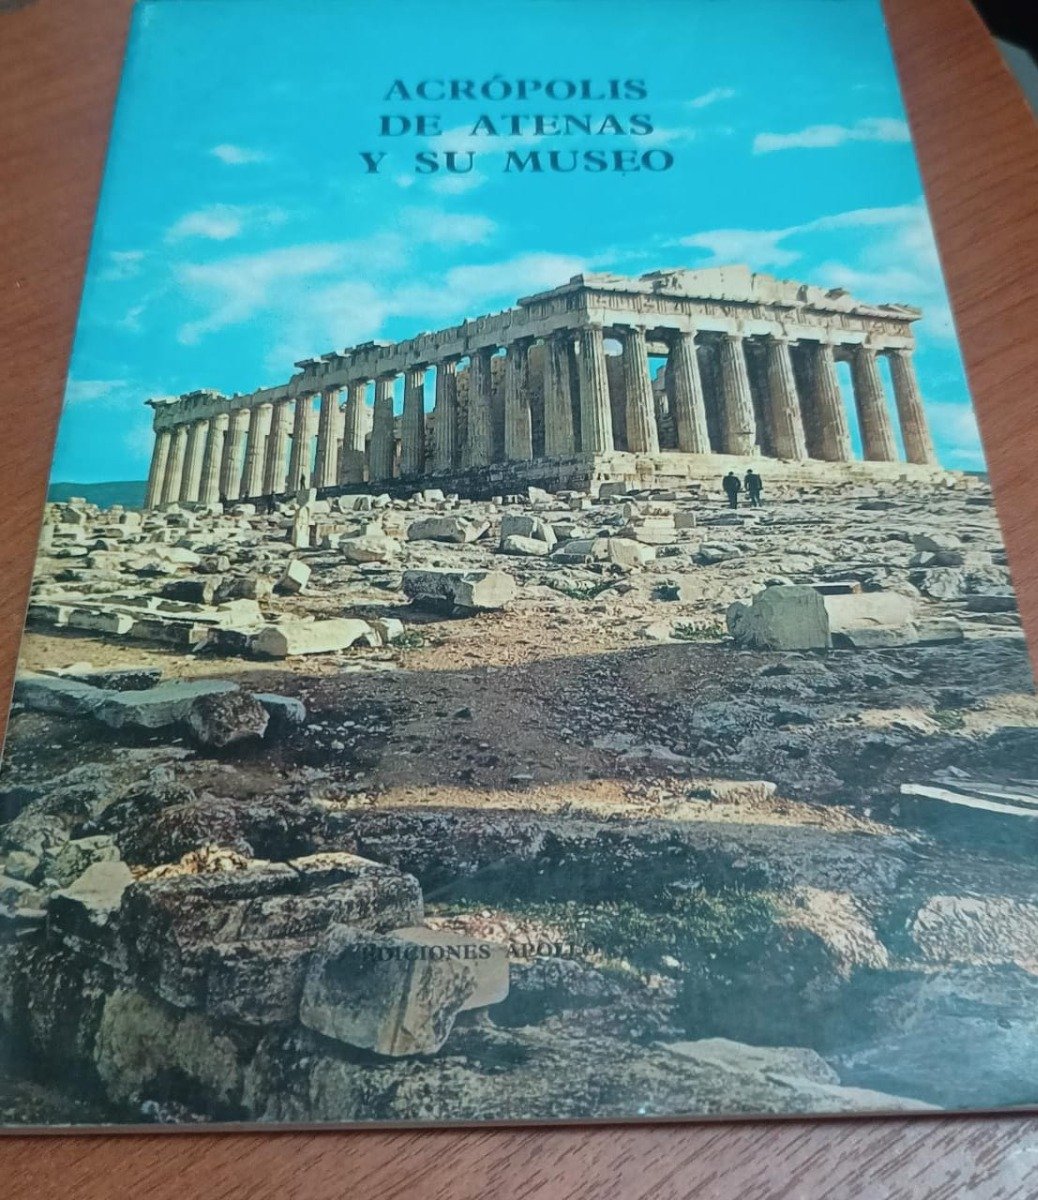 ACRÓPOLIS
DE ATENAS
Y SU MUSEO
EDICIONES APOLLO